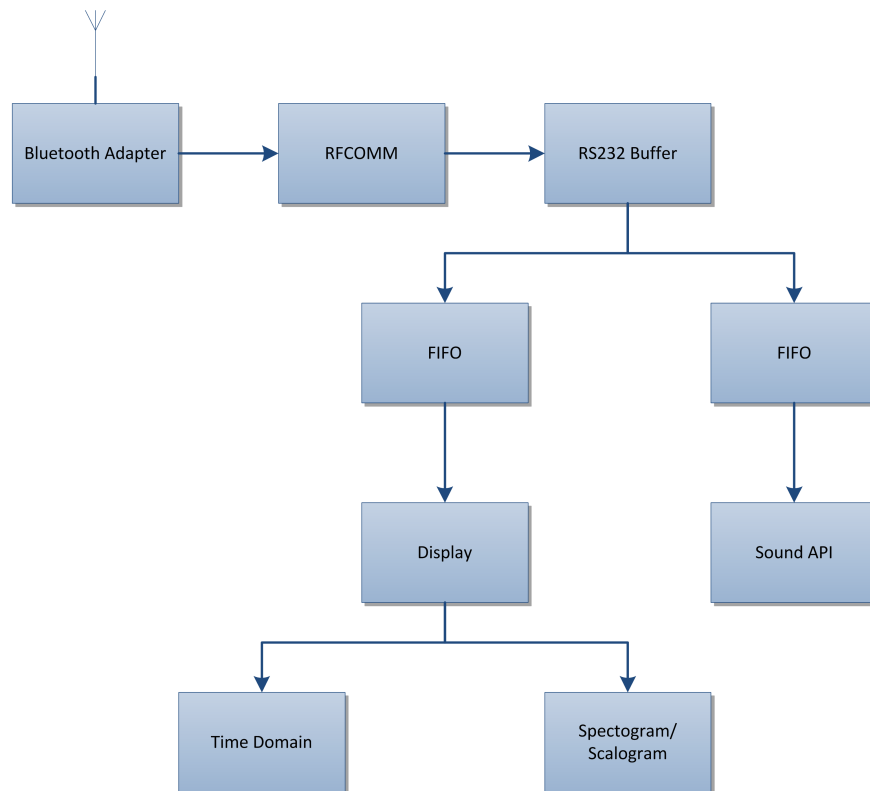 Bluetooth Adapter
RFCOMM
RS232 Buffer
FIFO
FIFO
Display
Sound API
Time Domain
Spectogram/
Scalogram